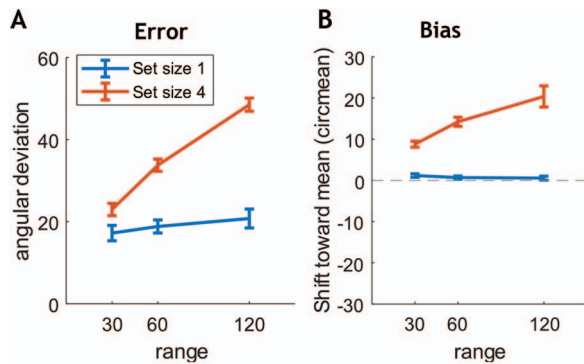 A
Error
angular deviation
60
40
20
0
Set size 1
Set size 4
30
60
120
range
B
Bias
Shift toward mean (circmean)
30
20
10
0
-10
-20
-30
30
60
120
range